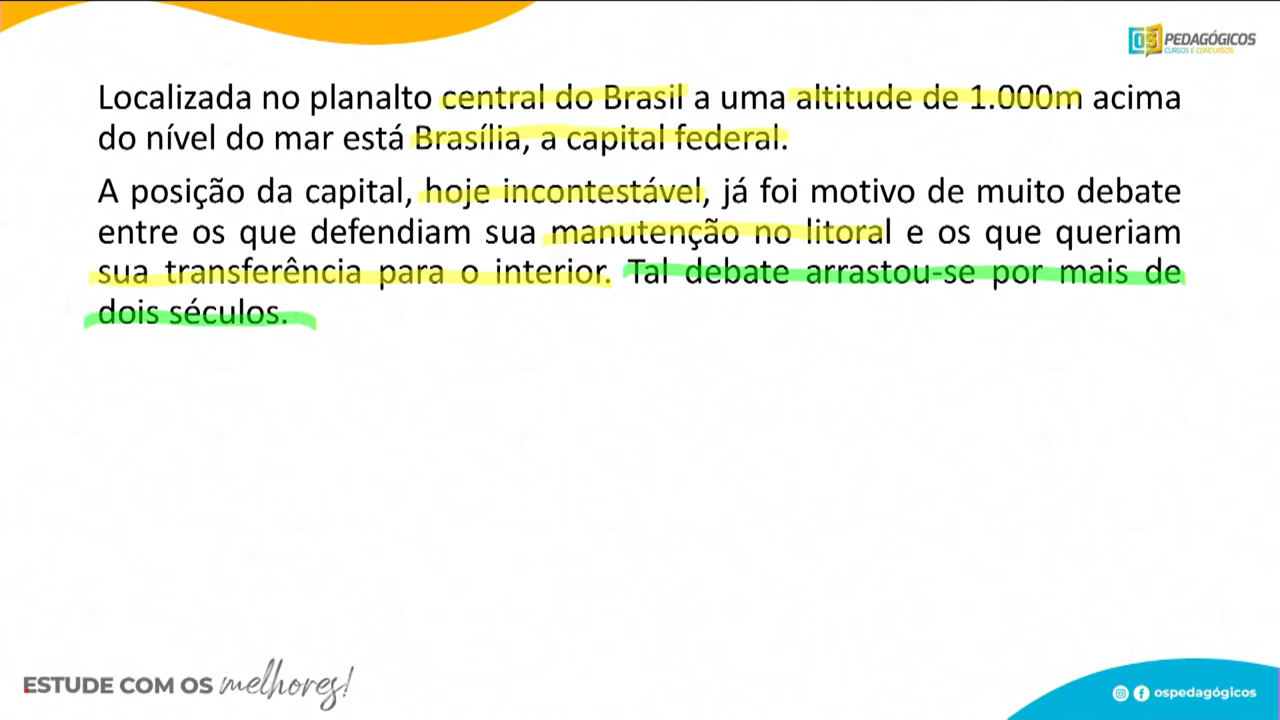 OS PEDAGÓGICOS
CURSOS E CONCURSOS
Localizada no planalto central do Brasil a uma altitude de 1.000m acima
do nível do mar está Brasília, a capital federal.
A posição da capital, hoje incontestável, já foi motivo de muito debate
entre os que defendiam sua manutenção no litoral e os que queriam
sua transferência para o interior. Tal debate arrastou-se por mais de
dois séculos.
ESTUDE COM OS melhores!
ospedagógicos